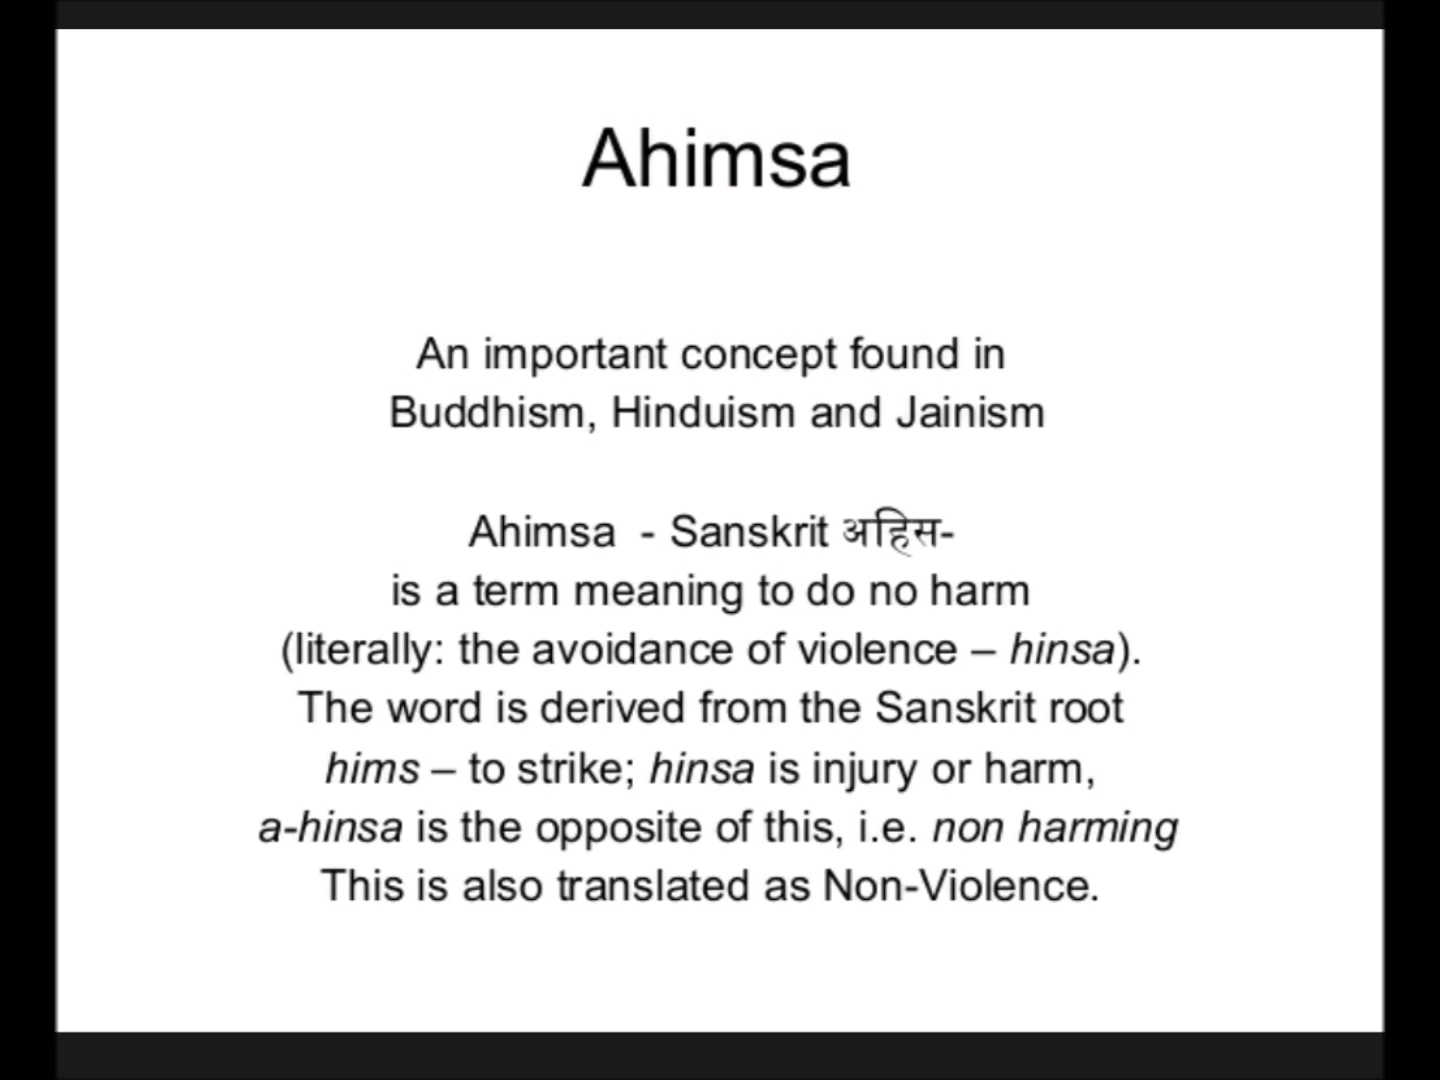 Ahimsa
An important concept found in
Buddhism, Hinduism and Jainism
Ahimsa - Sanskrit अहिस-
is a term meaning to do no harm
(literally: the avoidance of violence – hinsa).
The word is derived from the Sanskrit root
hims – to strike; hinsa is injury or harm,
a-hinsa is the opposite of this, i.e. non harming
This is also translated as Non-Violence.